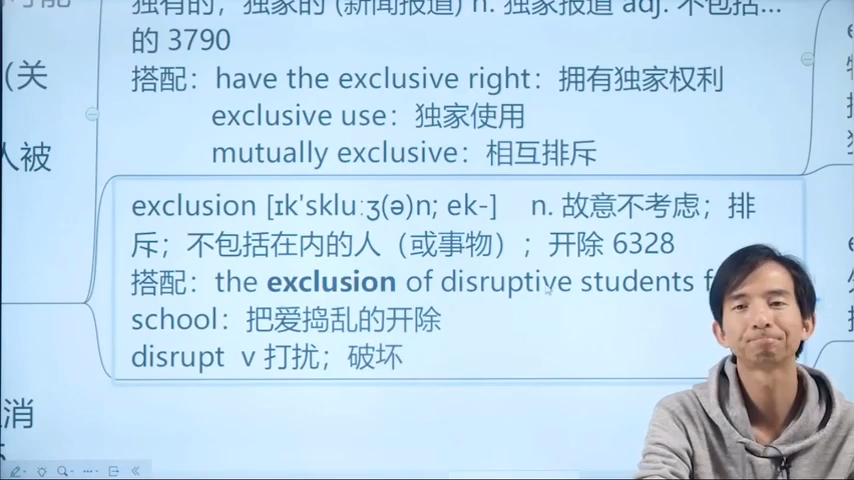 独有的，独家的 (新闻报道) n. 独家报道 adj. 不包括...
的 3790
(关
搭配：have the exclusive right：拥有独家权利
exclusive use：独家使用
人被
mutually exclusive：相互排斥
exclusion [ɪk'skluːʒ(ə)n; ek-] n. 故意不考虑；排
斥；不包括在内的人（或事物）；开除 6328
搭配：the exclusion of disruptive students f
school：把爱捣乱的开除
disrupt v 打扰；破坏
消